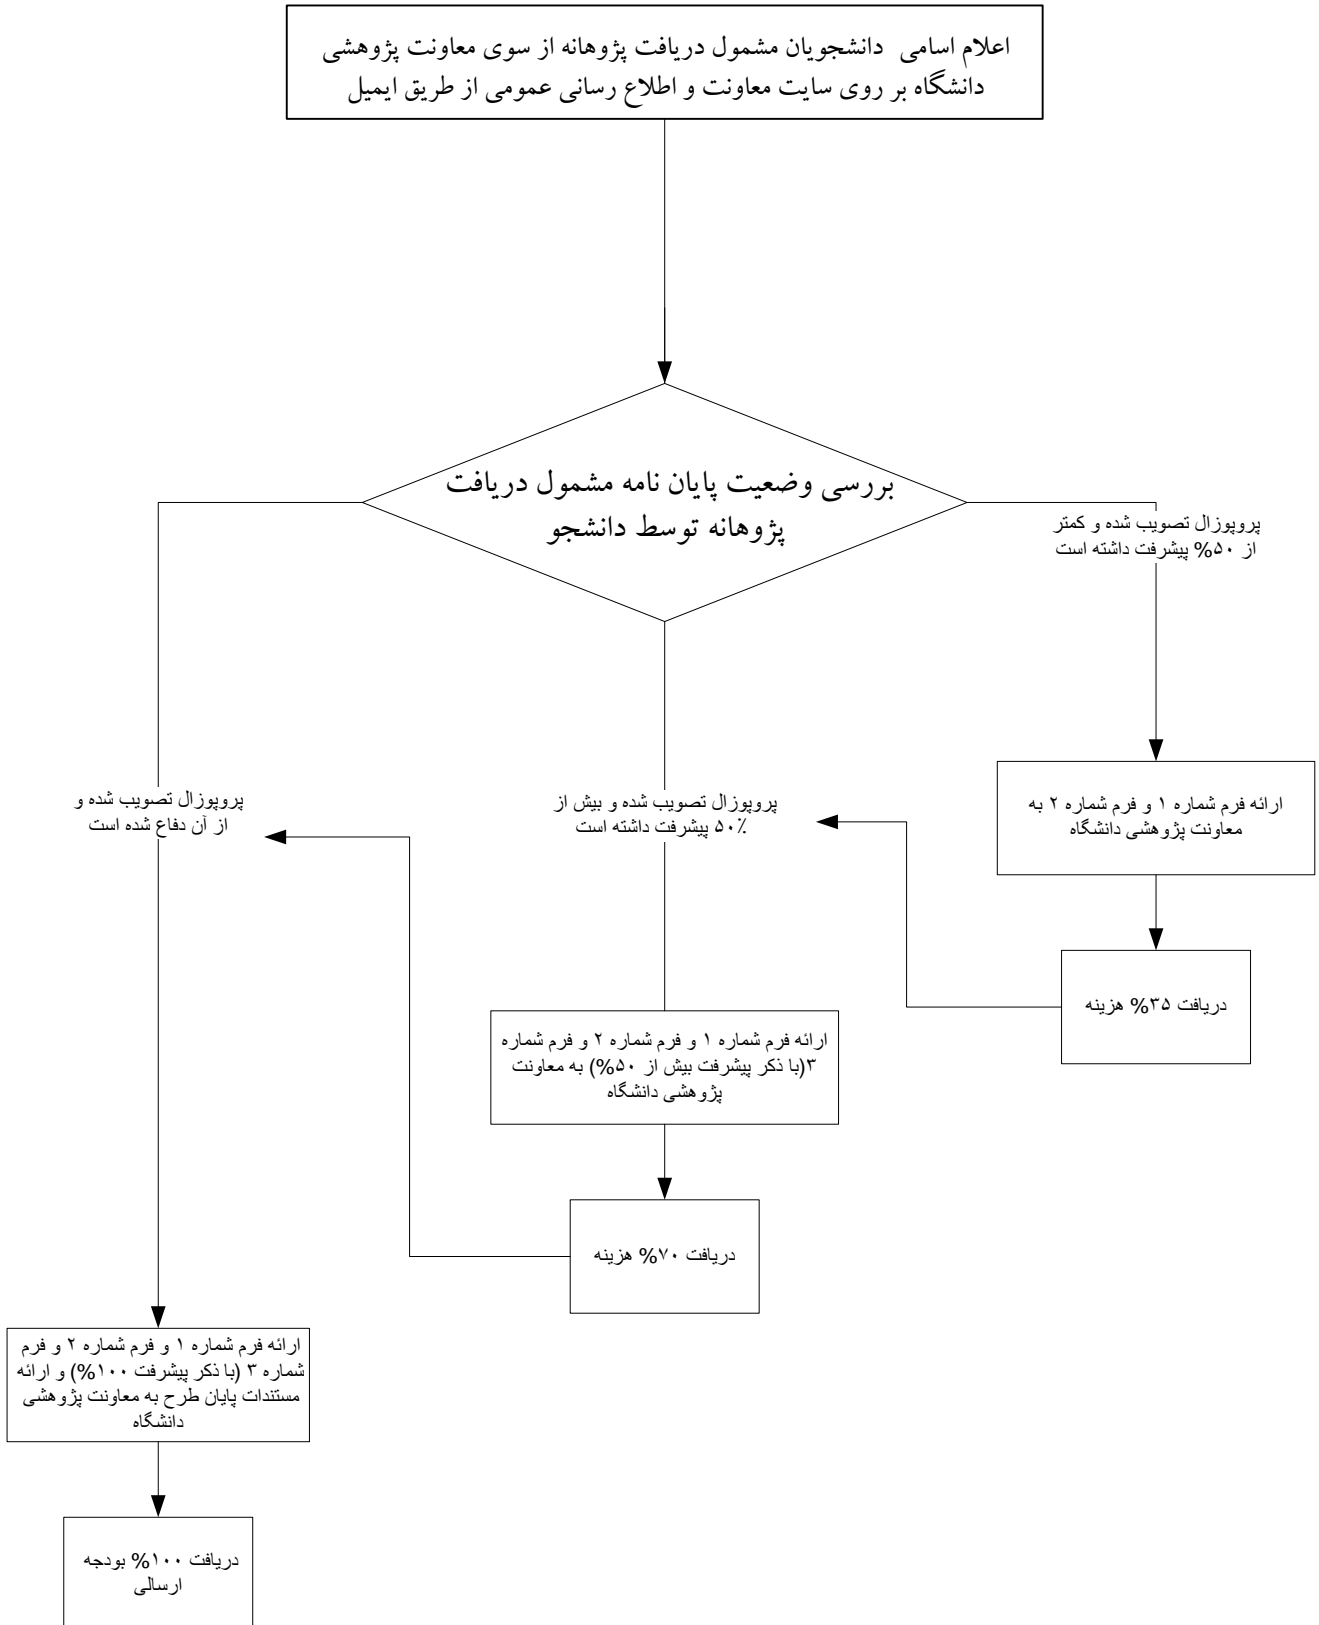 اعلام اسامی دانشجویان مشمول دریافت پژوهانه از سوی معاونت پژوهشی
دانشگاه بر روی سایت معاونت و اطلاع رسانی عمومی از طریق ایمیل
بررسی وضعیت پایان نامه مشمول دریافت
پژوهانه توسط دانشجو
پروپوزال تصویب شده و کمتر
از ۵۰% پیشرفت داشته است
ارائه فرم شماره ۱ و فرم شماره ۲ به
معاونت پژوهشی دانشگاه
دریافت ۳۵% هزینه
پروپوزال تصویب شده و بیش از
۵۰٪ پیشرفت داشته است
ارائه فرم شماره ۱ و فرم شماره ۲ و فرم شماره
۳(با ذکر پیشرفت بیش از ۵۰%) به معاونت
پژوهشی دانشگاه
دریافت ۷۰% هزینه
پروپوزال تصویب شده و
از آن دفاع شده است
ارائه فرم شماره ۱ و فرم شماره ۲ و فرم
شماره ۳ (با ذکر پیشرفت ۱۰۰%) و ارائه
مستندات پایان طرح به معاونت پژوهشی
دانشگاه
دریافت ۱۰۰% بودجه
ارسالی